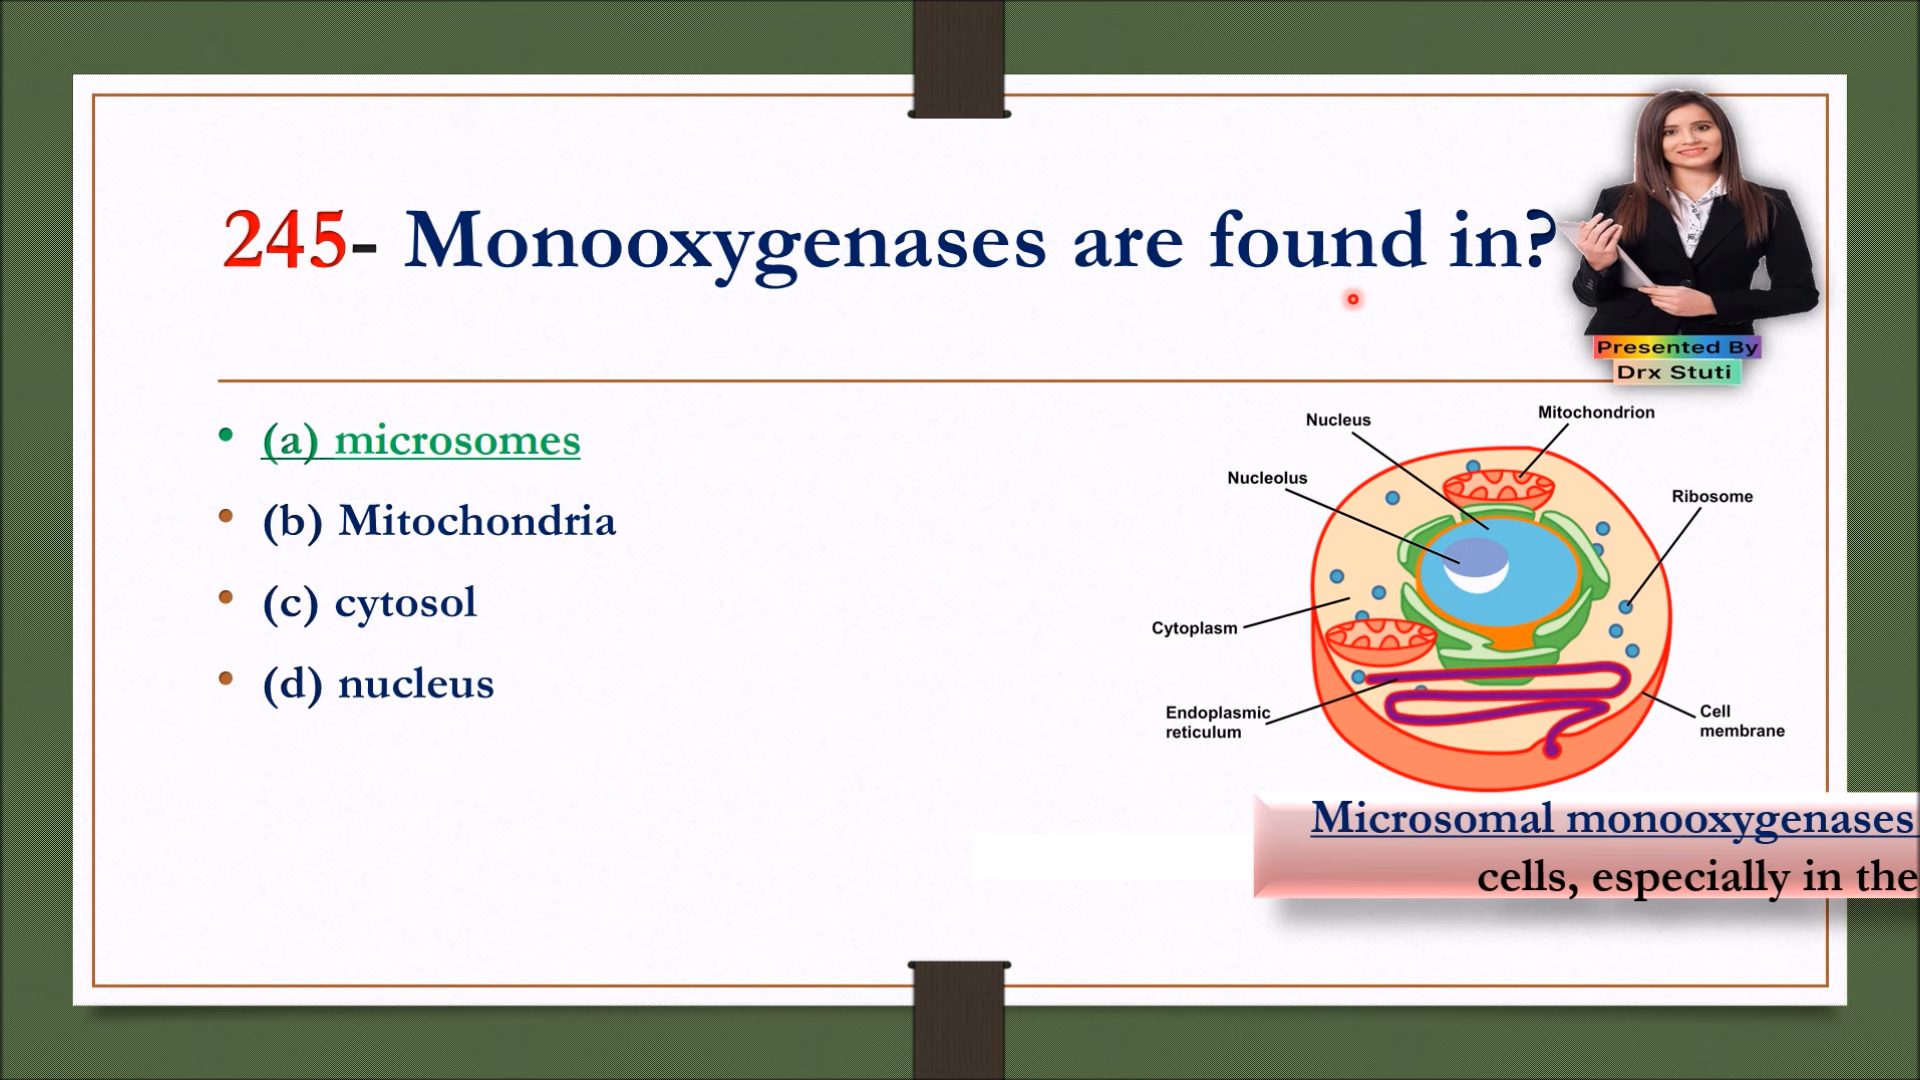 245- Monooxygenases are found in?
Presented By
Drx Stuti
• (a) microsomes
• (b) Mitochondria
• (c) cytosol
• (d) nucleus
Nucleus
Mitochondrion
Nucleolus
Ribosome
Cytoplasm
Endoplasmic
reticulum
Cell
membrane
Microsomal monooxygenases
cells, especially in the